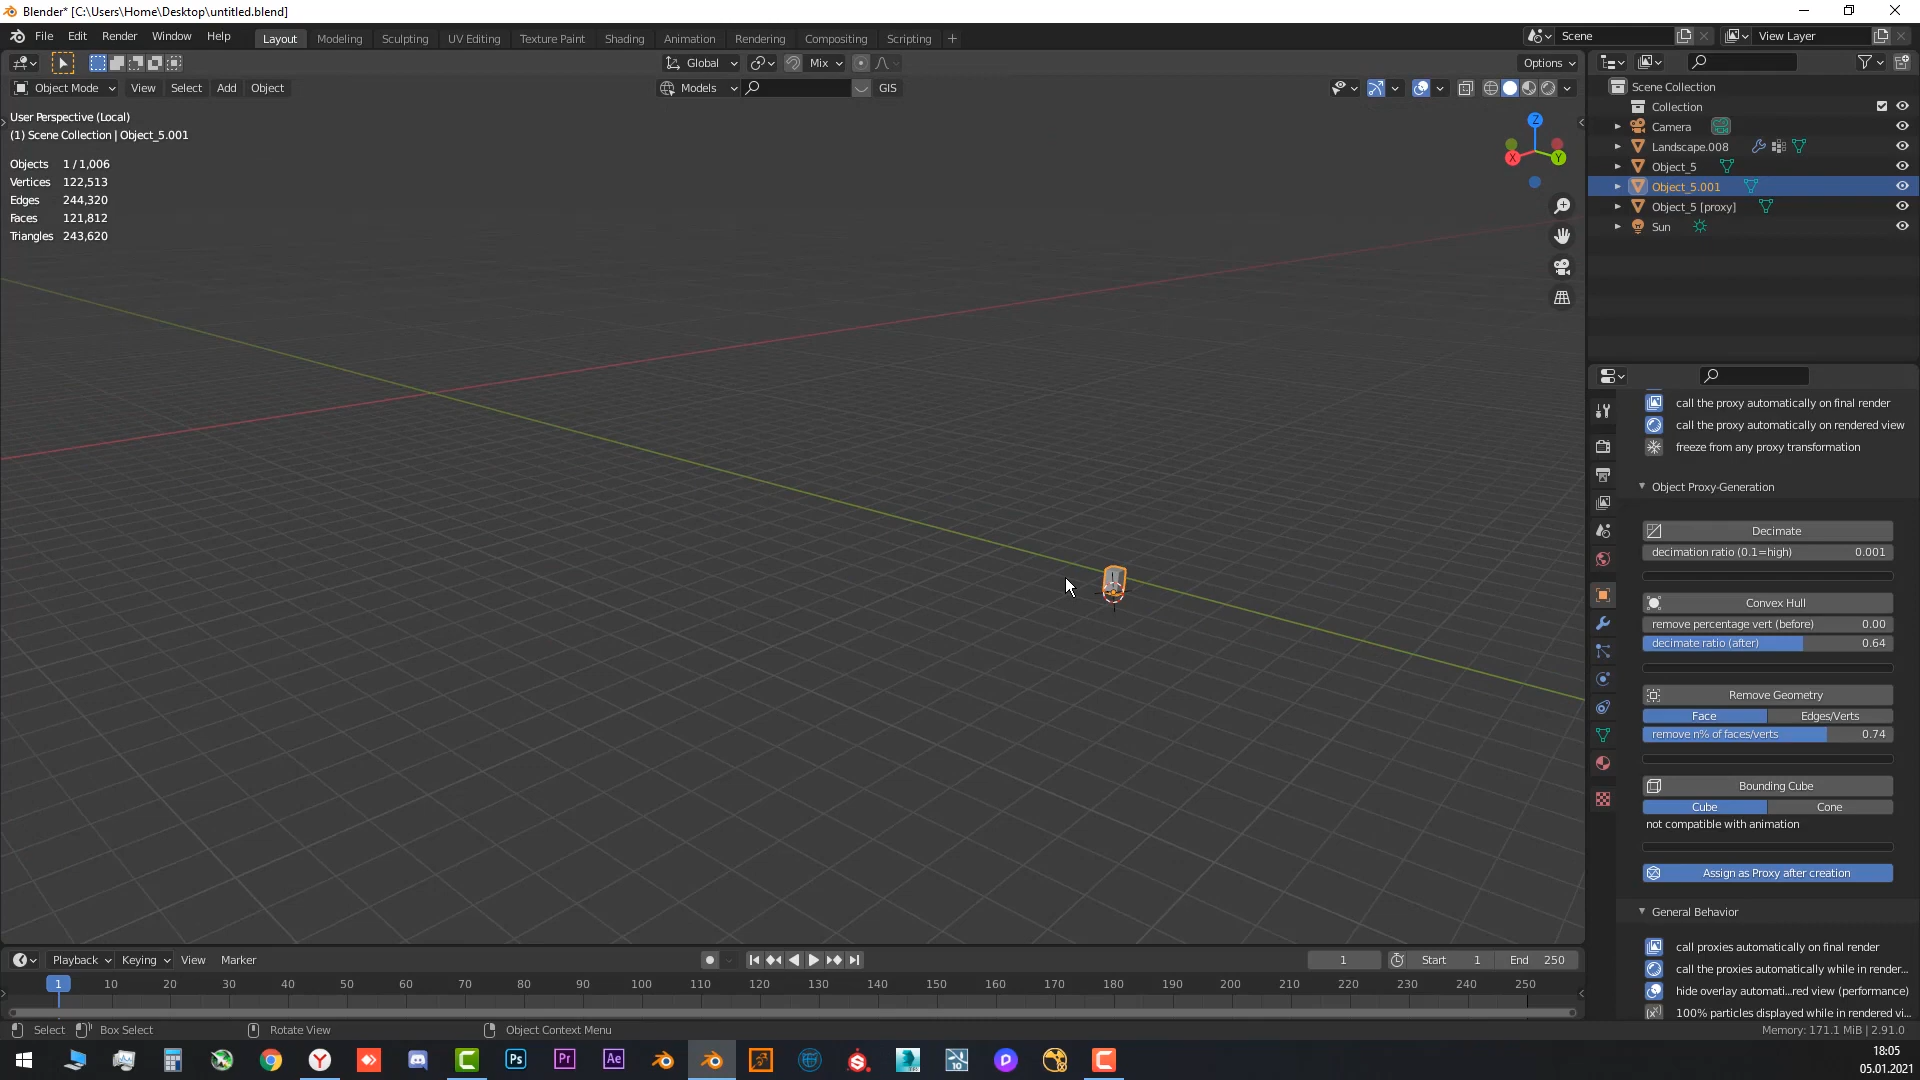 Blender* [C:\Users\Home\Desktop\untitled.blend]
File Edit Render Window Help
Layout Modeling Sculpting UV Editing Texture Paint Shading Animation Rendering Compositing Scripting +
Scene
View Layer
Global
Mix
Options
Object Mode View Select Add Object
Models
GIS
User Perspective (Local)
(1) Scene Collection | Object_5.001
Objects 1 / 1,006
Vertices 122,513
Edges 244,320
Faces 121,812
Triangles 243,620
Z
X
Y
Scene Collection
Collection
Camera
Landscape.008
Object_5
Object_5.001
Object_5 [proxy]
Sun
call the proxy automatically on final render
call the proxy automatically on rendered view
freeze from any proxy transformation
Object Proxy-Generation
Decimate
decimation ratio (0.1=high) 0.001
Convex Hull
remove percentage vert (before) 0.00
decimate ratio (after) 0.64
Remove Geometry
Face Edges/Verts
remove n% of faces/verts 0.74
Bounding Cube
Cube Cone
not compatible with animation
Assign as Proxy after creation
General Behavior
call proxies automatically on final render
call the proxies automatically while in render...
hide overlay automati...red view (performance)
100% particles displayed while in rendered vi...
Playback Keying View Marker
1 Start 1 End 250
1 10 20 30 40 50 60 70 80 90 100 110 120 130 140 150 160 170 180 190 200 210 220 230 240 250
Select Box Select Rotate View Object Context Menu
Memory: 171.1 MiB | 2.91.0
Ps Pr Ae
10
18:05
05.01.2021